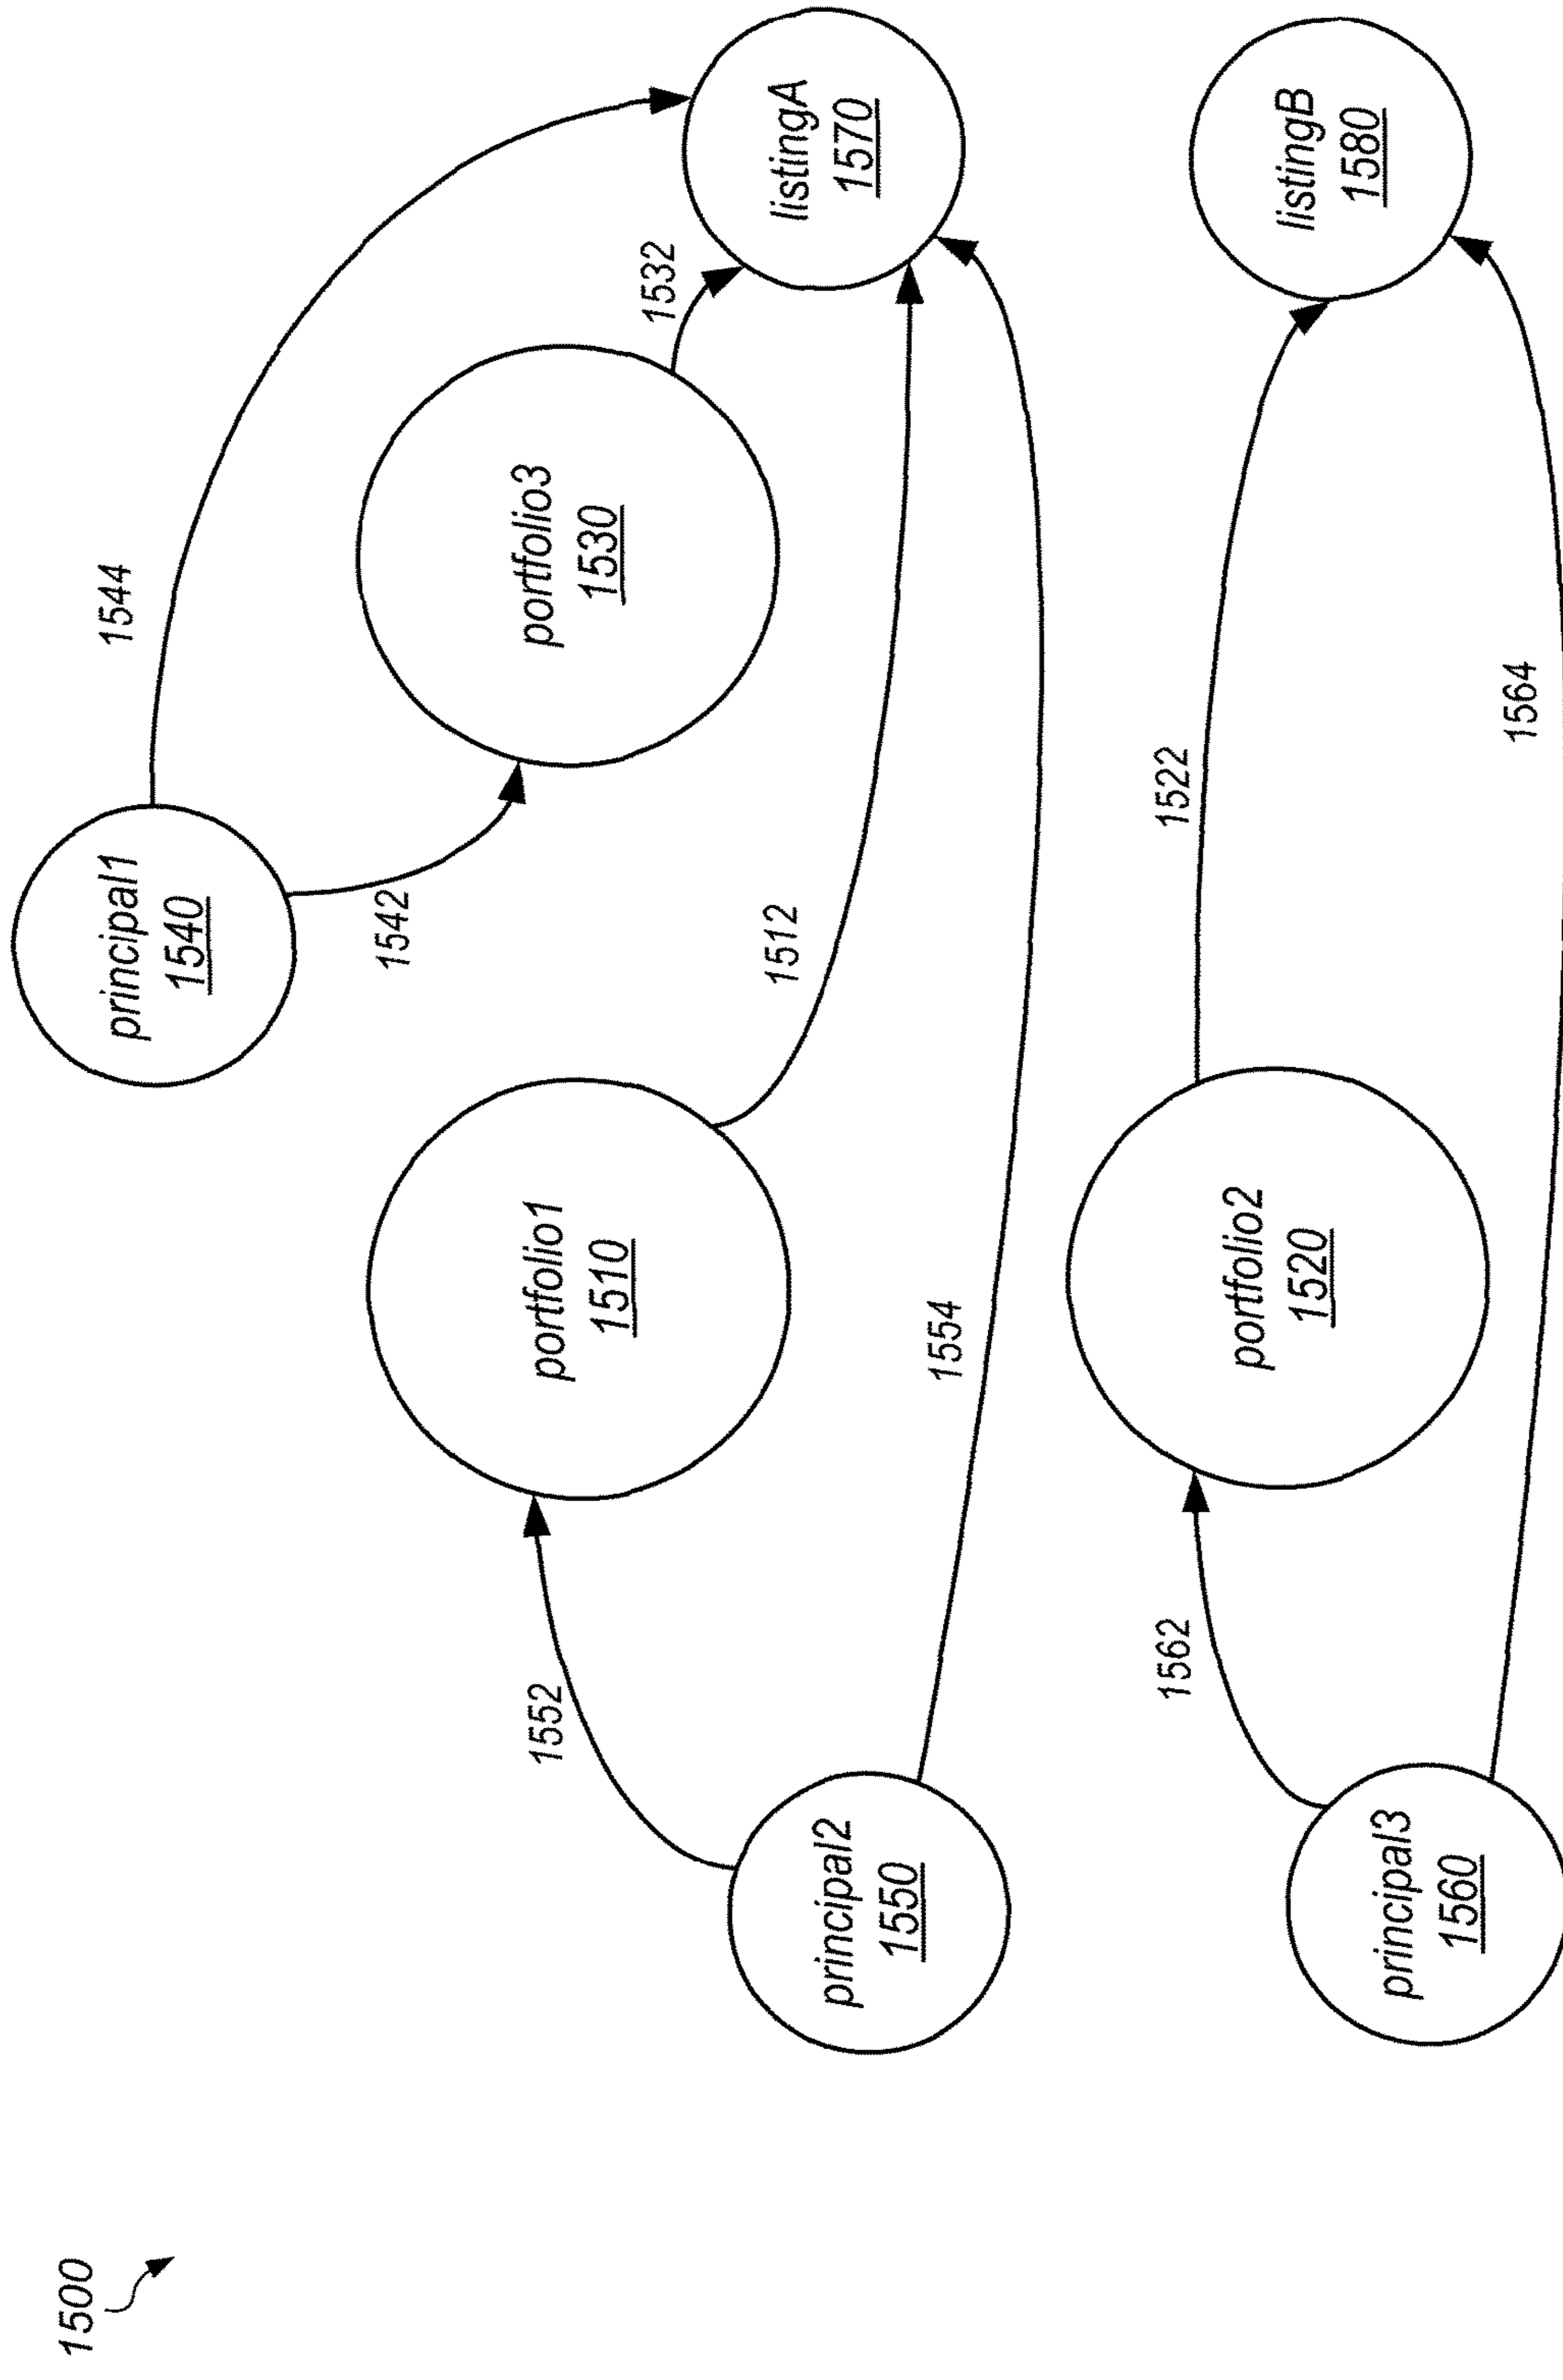 1500
principal1
1540
1544
1542
portfolio3
1530
1532
listingA
1570
portfolio1
1510
1512
1552
principal2
1550
1554
portfolio2
1520
1522
listingB
1580
1562
principal3
1560
1564